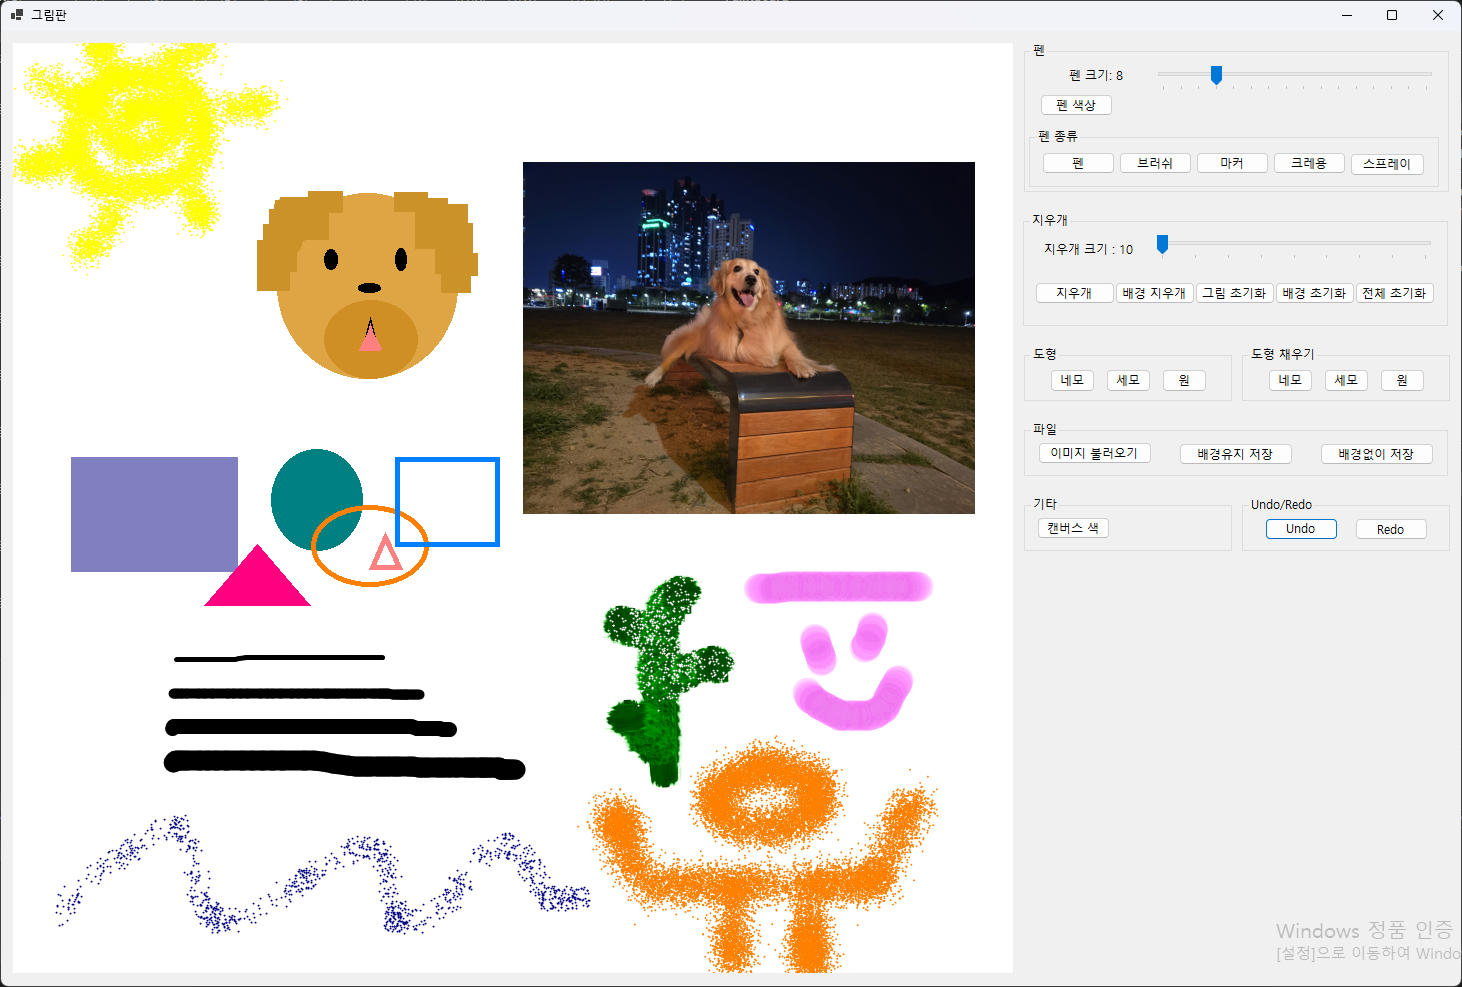 그림판
펜
펜 크기: 8
펜 색상
펜 종류
펜 브러쉬 마커 크레용 스프레이
지우개
지우개 크기 : 10
지우개 배경 지우개 그림 초기화 배경 초기화 전체 초기화
도형
네모 세모 원
도형 채우기
네모 세모 원
파일
이미지 불러오기 배경유지 저장 배경없이 저장
기타
캔버스 색
Undo/Redo
Undo Redo
Windows 정품 인증
[설정]으로 이동하여 Windo